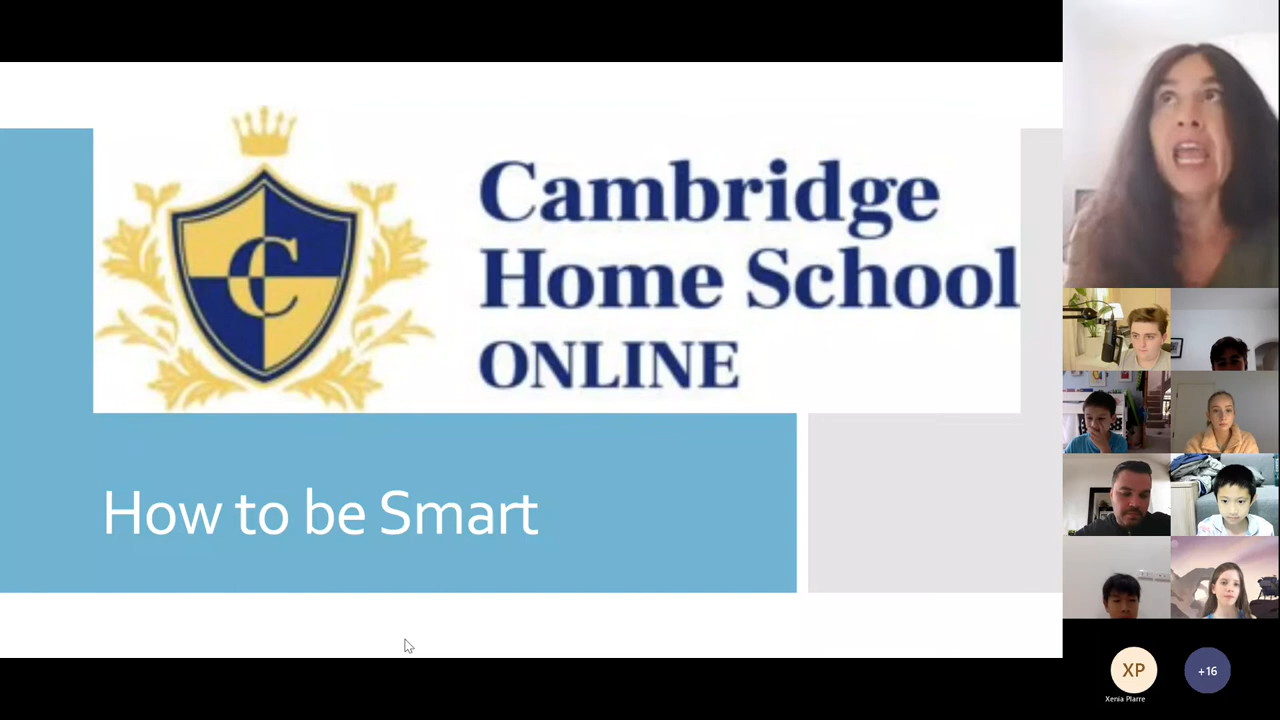 C
Cambridge
Home School
ONLINE
How to be Smart
XP
+16
Xenia Plarre